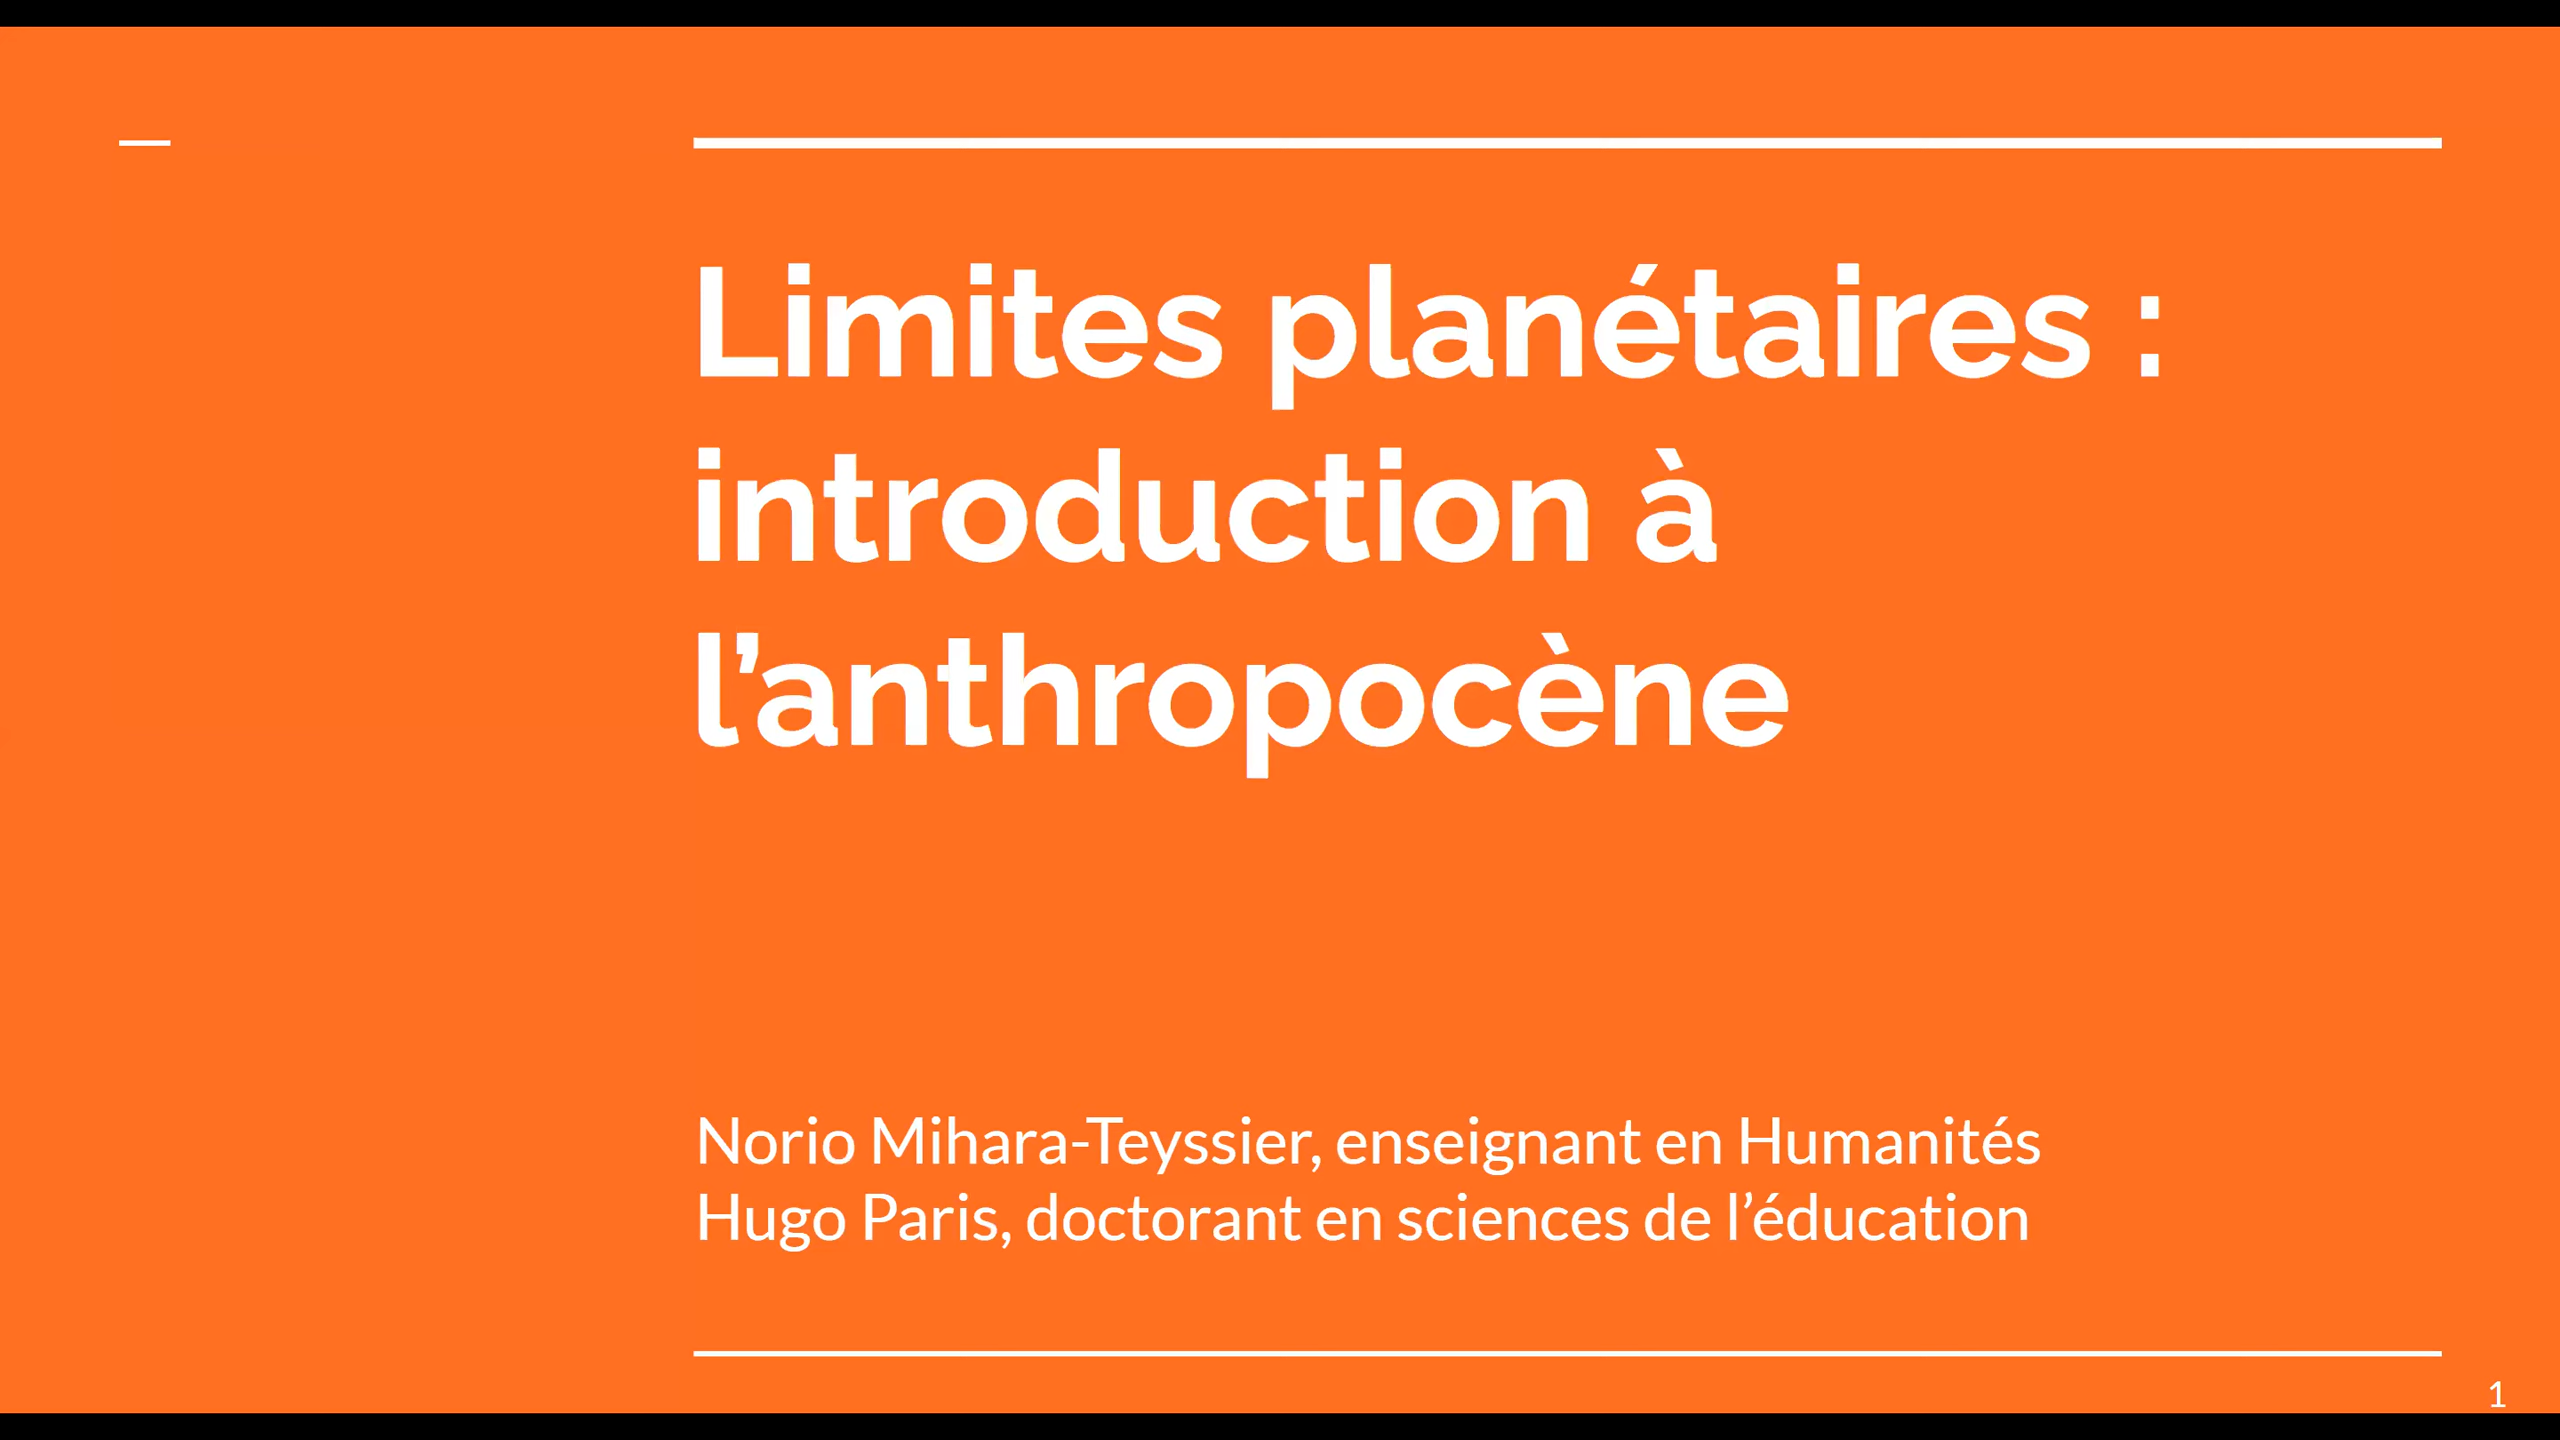 Limites planétaires :
introduction à
l’anthropocène
Norio Mihara-Teyssier, enseignant en Humanités
Hugo Paris, doctorant en sciences de l’éducation
1